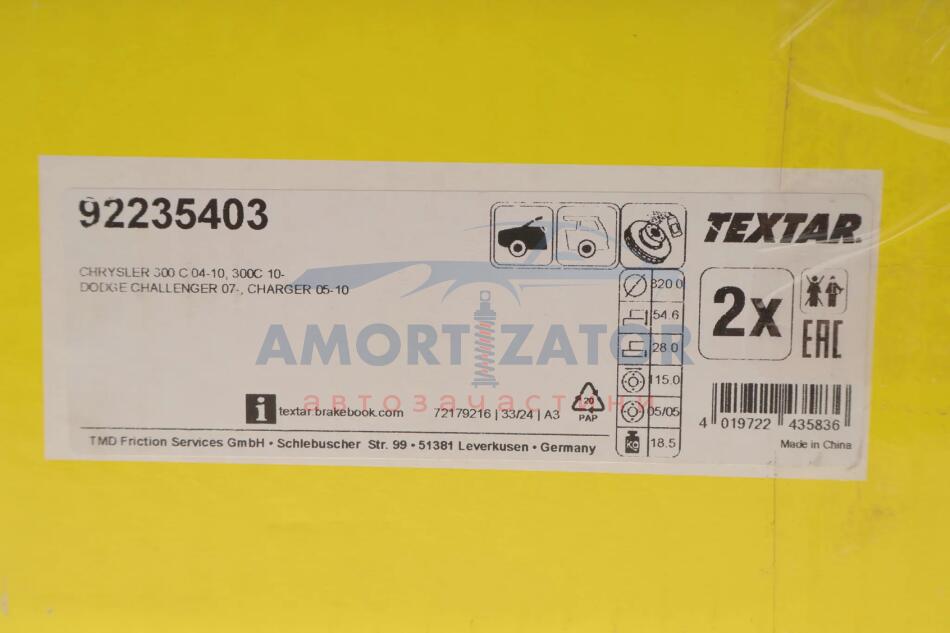 92235403
TEXTAR
CHRYSLER 300 C 04-10, 300C 10-
DODGE CHALLENGER 07-, CHARGER 05-10
320.0
54.6
28.0
115.0
05/05
18.5
2x
EAC
AMORTIZATOR
автозапчастини
i textar brakebook.com
72179216 | 33/24 | A3
20
PAP
KG
TMD Friction Services GmbH • Schlebuscher Str. 99 • 51381 Leverkusen • Germany
4 019722 435836
Made in China